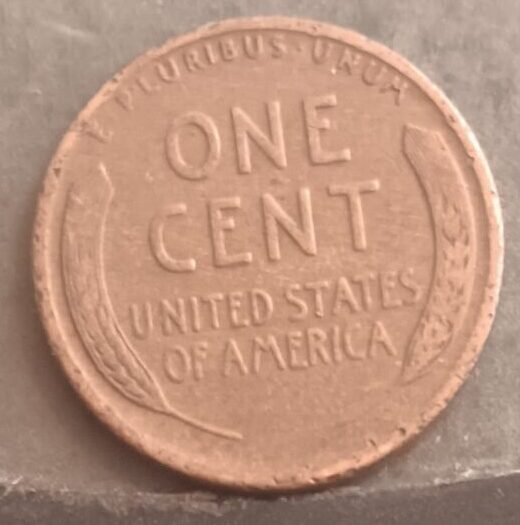 E PLURIBUS · UNUM
ONE
CENT
UNITED STATES
OF AMERICA